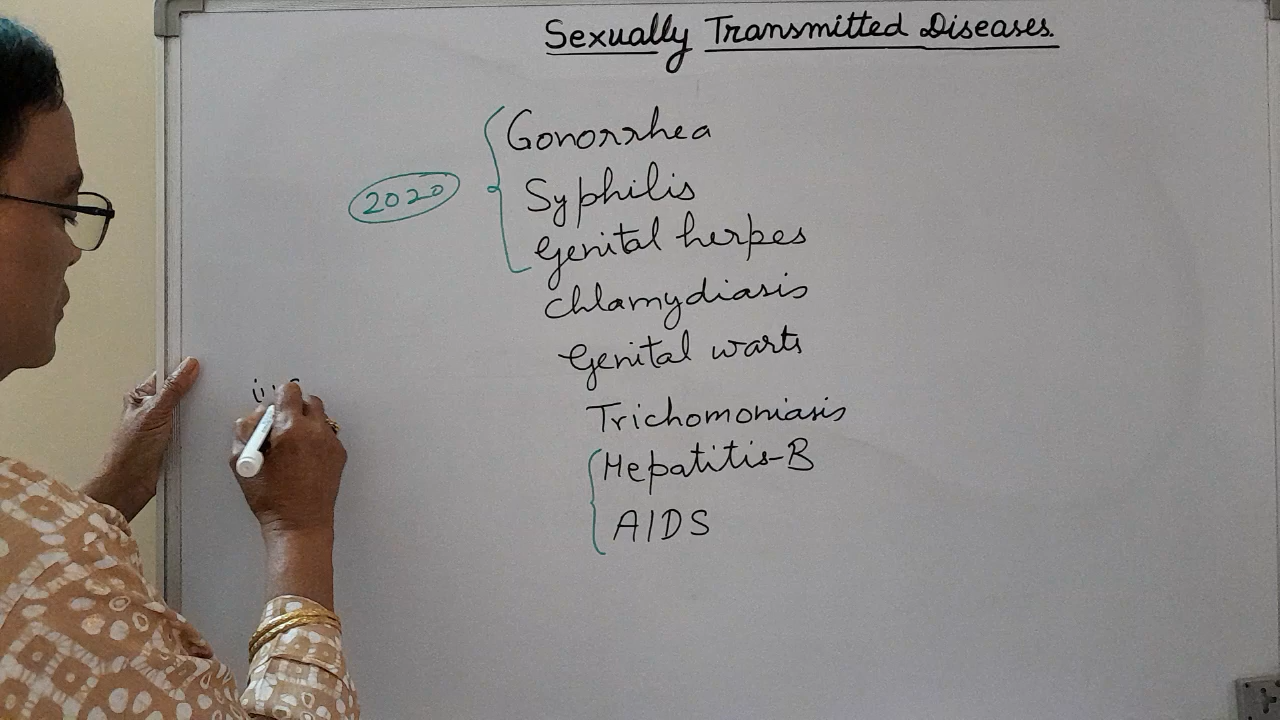 Sexually Transmitted Diseases.
Gonorrhea
2020
Syphilis
Genital herpes
Chlamydiasis
Genital warts
Trichomoniasis
Hepatitis-B
AIDS